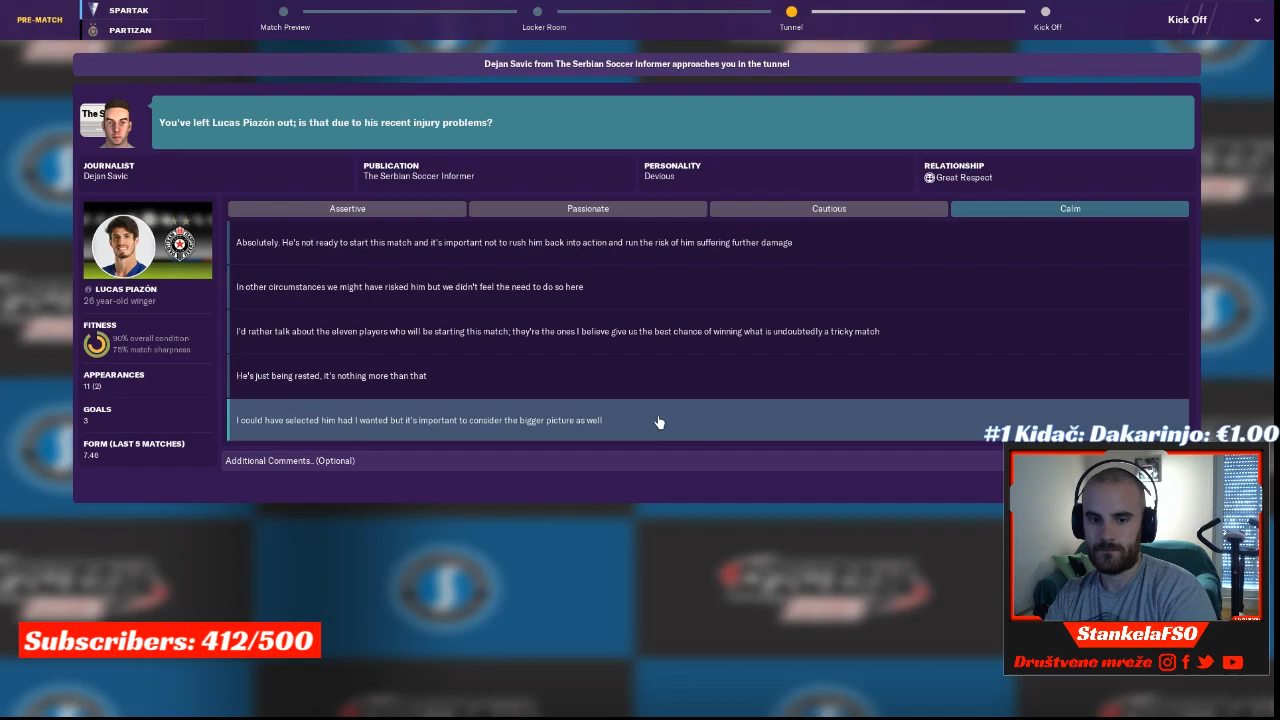 PRE-MATCH
SPARTAK
PARTIZAN
Match Preview
Locker Room
Tunnel
Kick Off
Kick Off
Dejan Savic from The Serbian Soccer Informer approaches you in the tunnel
The S
You've left Lucas Piazón out; is that due to his recent injury problems?
JOURNALIST
Dejan Savic
PUBLICATION
The Serbian Soccer Informer
PERSONALITY
Devious
RELATIONSHIP
Great Respect
Assertive
Passionate
Cautious
Calm
Absolutely. He's not ready to start this match and it's important not to rush him back into action and run the risk of him suffering further damage
In other circumstances we might have risked him but we didn't feel the need to do so here
I'd rather talk about the eleven players who will be starting this match; they're the ones I believe give us the best chance of winning what is undoubtedly a tricky match
He's just being rested, it's nothing more than that
I could have selected him had I wanted but it's important to consider the bigger picture as well
Additional Comments.. (Optional)
LUCAS PIAZÓN
26 year-old winger
FITNESS
90% overall condition
75% match sharpness
APPEARANCES
11 (2)
GOALS
3
FORM (LAST 5 MATCHES)
7.46
#1 Kidač: Dakarinjo: €1.00
StankelaFSO
Društvene mreže
Subscribers: 412/500